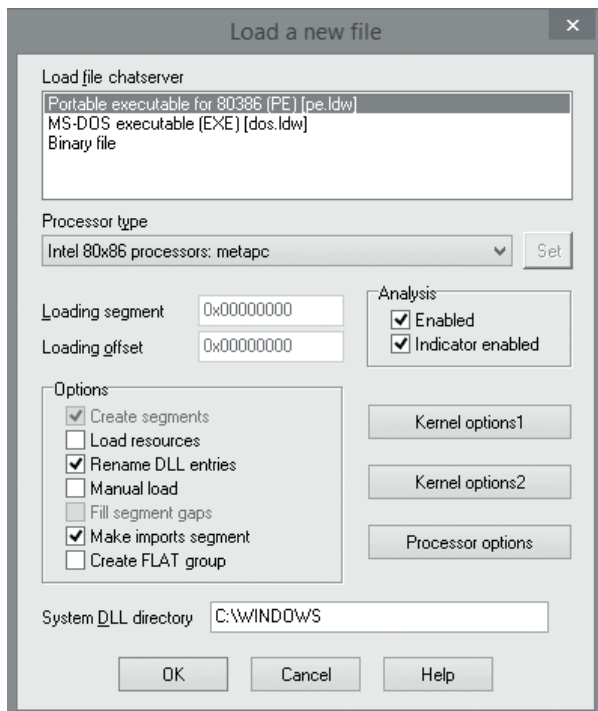 Load a new file
Load file chatserver
Portable executable for 80386 (PE) [pe.ldw]
MS-DOS executable (EXE) [dos.ldw]
Binary file
Processor type
Intel 80x86 processors: metapc
Set
Loading segment
0x00000000
Loading offset
0x00000000
Analysis
Enabled
Indicator enabled
Options
Create segments
Load resources
Rename DLL entries
Manual load
Fill segment gaps
Make imports segment
Create FLAT group
Kernel options1
Kernel options2
Processor options
System DLL directory
C:\WINDOWS
OK
Cancel
Help